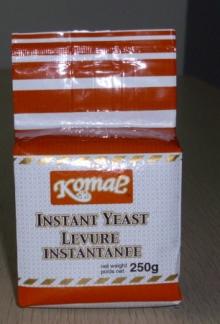 Komal
INSTANT YEAST
LEVURE
INSTANTANEE
net weight
poids net 250g